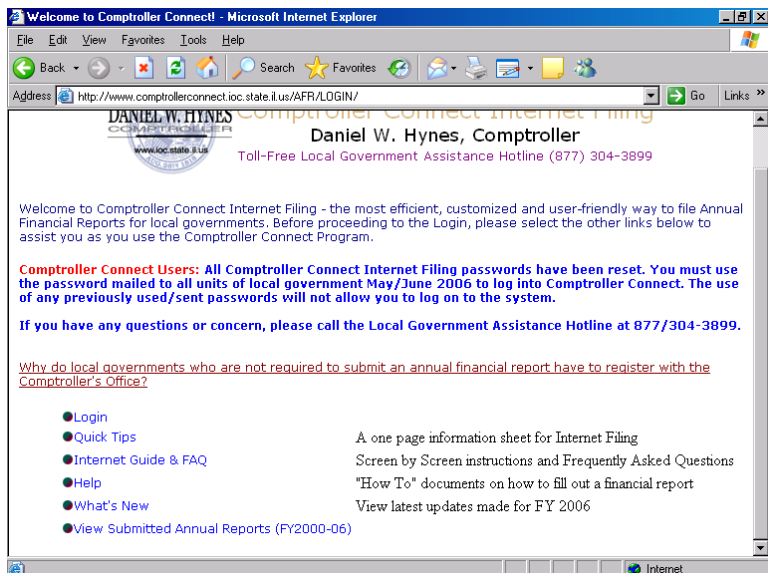 Welcome to Comptroller Connect! - Microsoft Internet Explorer
File Edit View Favorites Tools Help
Back Search Favorites
Address http://www.comptrollerconnect.ioc.state.il.us/AFR/LOGIN/ Go Links »
DANIEL W. HYNES Comptroller Connect Internet Filing
COMPTROLLER
Daniel W. Hynes, Comptroller
www.ioc.state.il.us
Toll-Free Local Government Assistance Hotline (877) 304-3899
Welcome to Comptroller Connect Internet Filing - the most efficient, customized and user-friendly way to file Annual
Financial Reports for local governments. Before proceeding to the Login, please select the other links below to
assist you as you use the Comptroller Connect Program.
Comptroller Connect Users: All Comptroller Connect Internet Filing passwords have been reset. You must use
the password mailed to all units of local government May/June 2006 to log into Comptroller Connect. The use
of any previously used/sent passwords will not allow you to log on to the system.
If you have any questions or concern, please call the Local Government Assistance Hotline at 877/304-3899.
Why do local governments who are not required to submit an annual financial report have to register with the
Comptroller's Office?
Login
Quick Tips A one page information sheet for Internet Filing
Internet Guide & FAQ Screen by Screen instructions and Frequently Asked Questions
Help "How To" documents on how to fill out a financial report
What's New View latest updates made for FY 2006
View Submitted Annual Reports (FY2000-06)
Internet